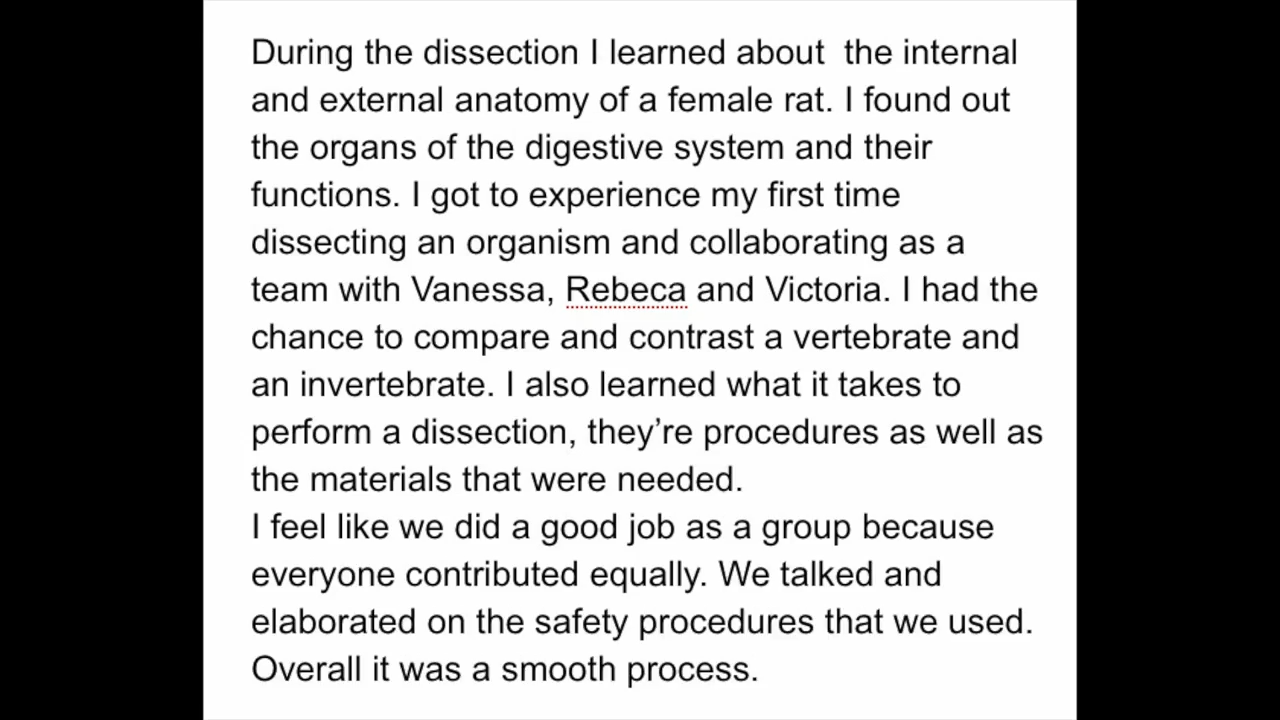 During the dissection I learned about  the internal
and external anatomy of a female rat. I found out
the organs of the digestive system and their
functions. I got to experience my first time
dissecting an organism and collaborating as a
team with Vanessa, Rebeca and Victoria. I had the
chance to compare and contrast a vertebrate and
an invertebrate. I also learned what it takes to
perform a dissection, they’re procedures as well as
the materials that were needed.
I feel like we did a good job as a group because
everyone contributed equally. We talked and
elaborated on the safety procedures that we used.
Overall it was a smooth process.